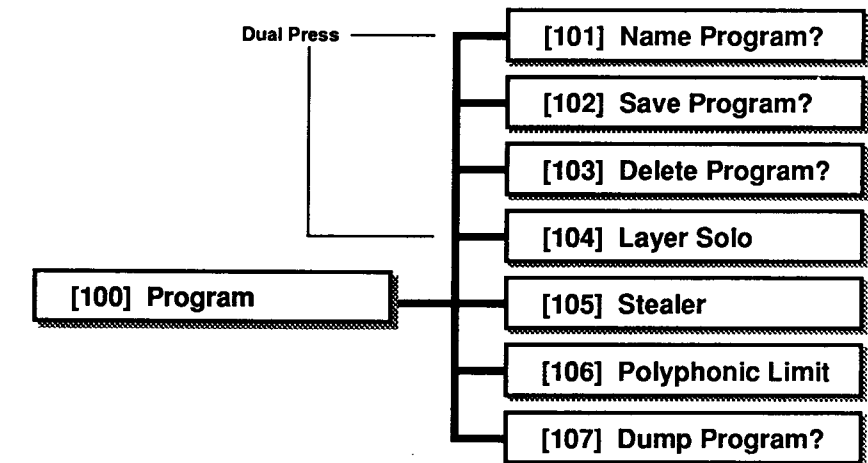 Dual Press
[101] Name Program?
[102] Save Program?
[103] Delete Program?
[104] Layer Solo
[100] Program
[105] Stealer
[106] Polyphonic Limit
[107] Dump Program?